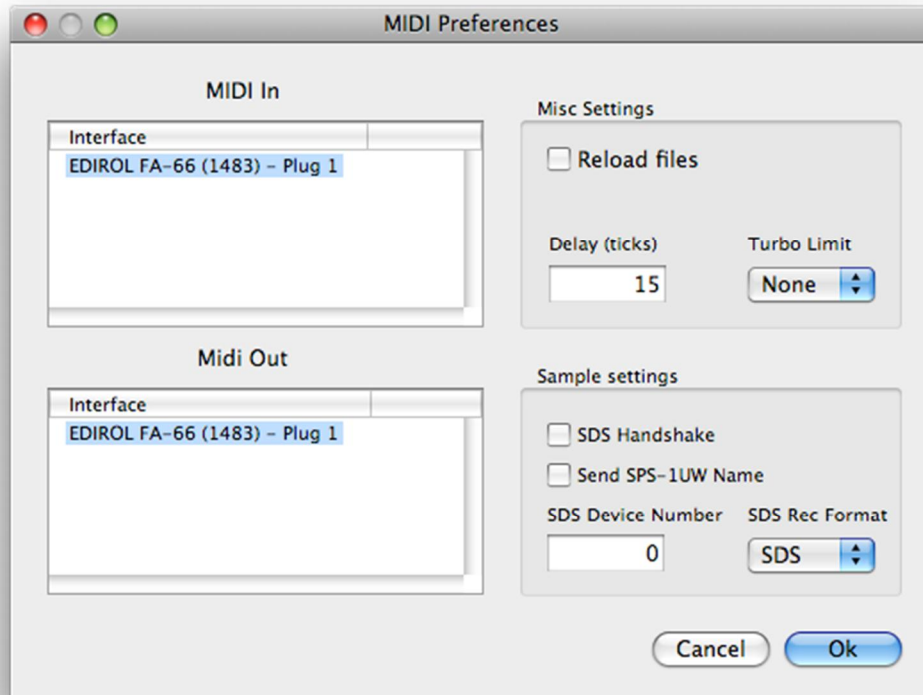 MIDI Preferences
MIDI In
Interface
EDIROL FA-66 (1483) - Plug 1
Misc Settings
Reload files
Delay (ticks)
Turbo Limit
15
None
Midi Out
Interface
EDIROL FA-66 (1483) - Plug 1
Sample settings
SDS Handshake
Send SPS-1UW Name
SDS Device Number
SDS Rec Format
0
SDS
Cancel
Ok